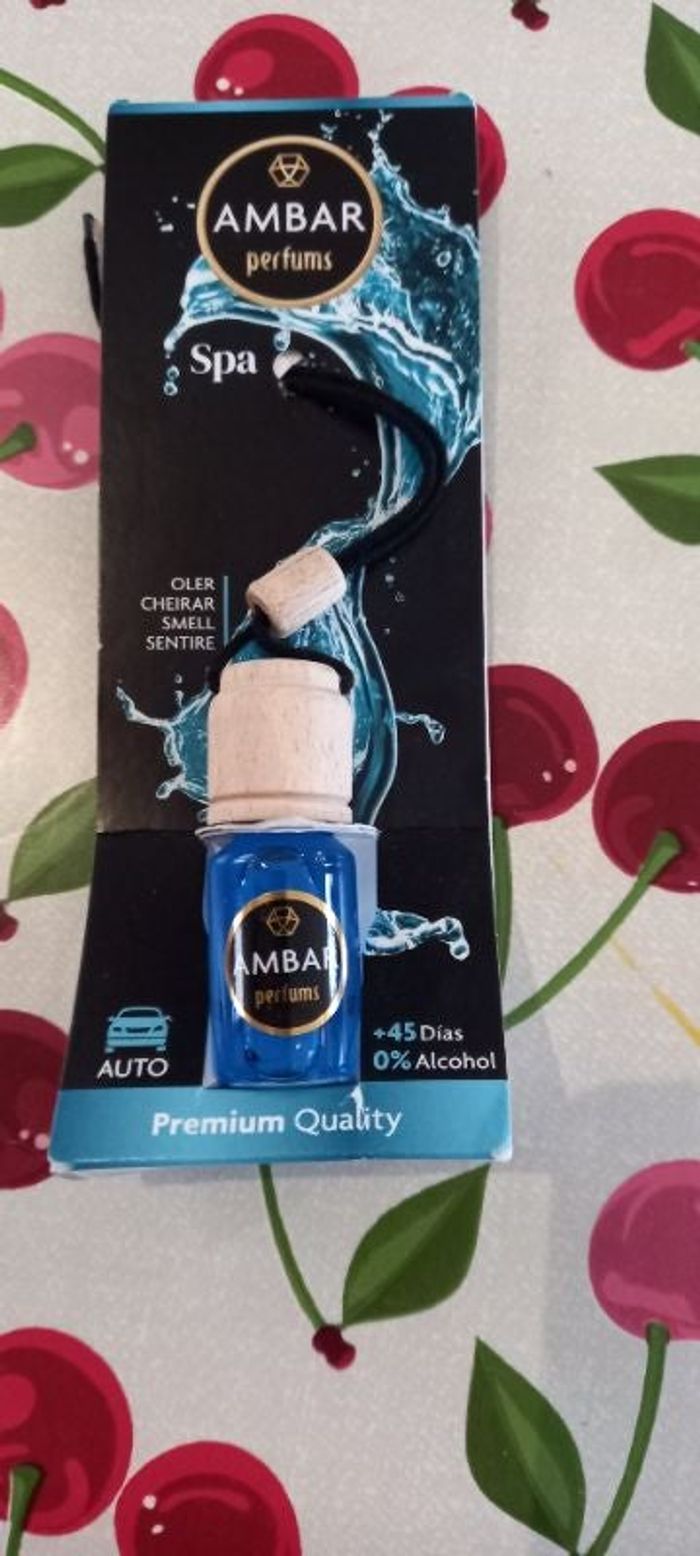 AMBAR
perfums
Spa
OLER
CHEIRAR
SMELL
SENTIRE
AMBAR
perfums
AUTO
+45 Días
0% Alcohol
Premium Quality